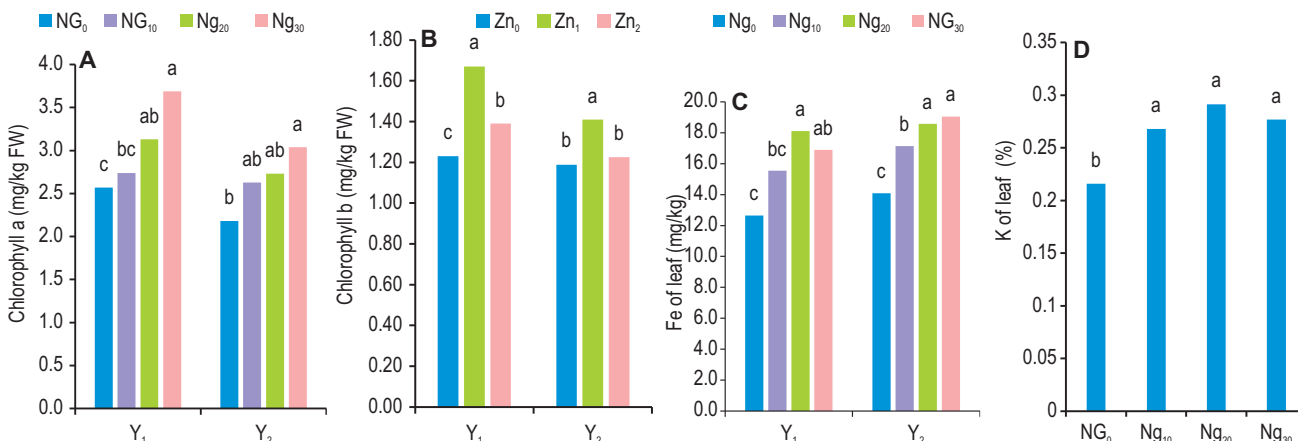 NG₀ NG₁₀ Ng₂₀ Ng₃₀
A
Chlorophyll a (mg/kg FW)
4.0
3.5
3.0
2.5
2.0
1.5
1.0
0.5
0.0
c bc ab a
b ab ab a
Y₁ Y₂
Zn₀ Zn₁ Zn₂
B
Chlorophyll b (mg/kg FW)
1.80
1.60
1.40
1.20
1.00
0.80
0.60
0.40
0.20
0.00
c a b
b a b
Y₁ Y₂
Ng₀ Ng₁₀ Ng₂₀ NG₃₀
C
Fe of leaf (mg/kg)
20.0
18.0
16.0
14.0
12.0
10.0
8.0
6.0
4.0
2.0
0.0
c bc a ab
c b a a
Y₁ Y₂
D
K of leaf (%)
0.35
0.3
0.25
0.2
0.15
0.1
0.05
0
b a a a
NG₀ Ng₁₀ Ng₂₀ Ng₃₀